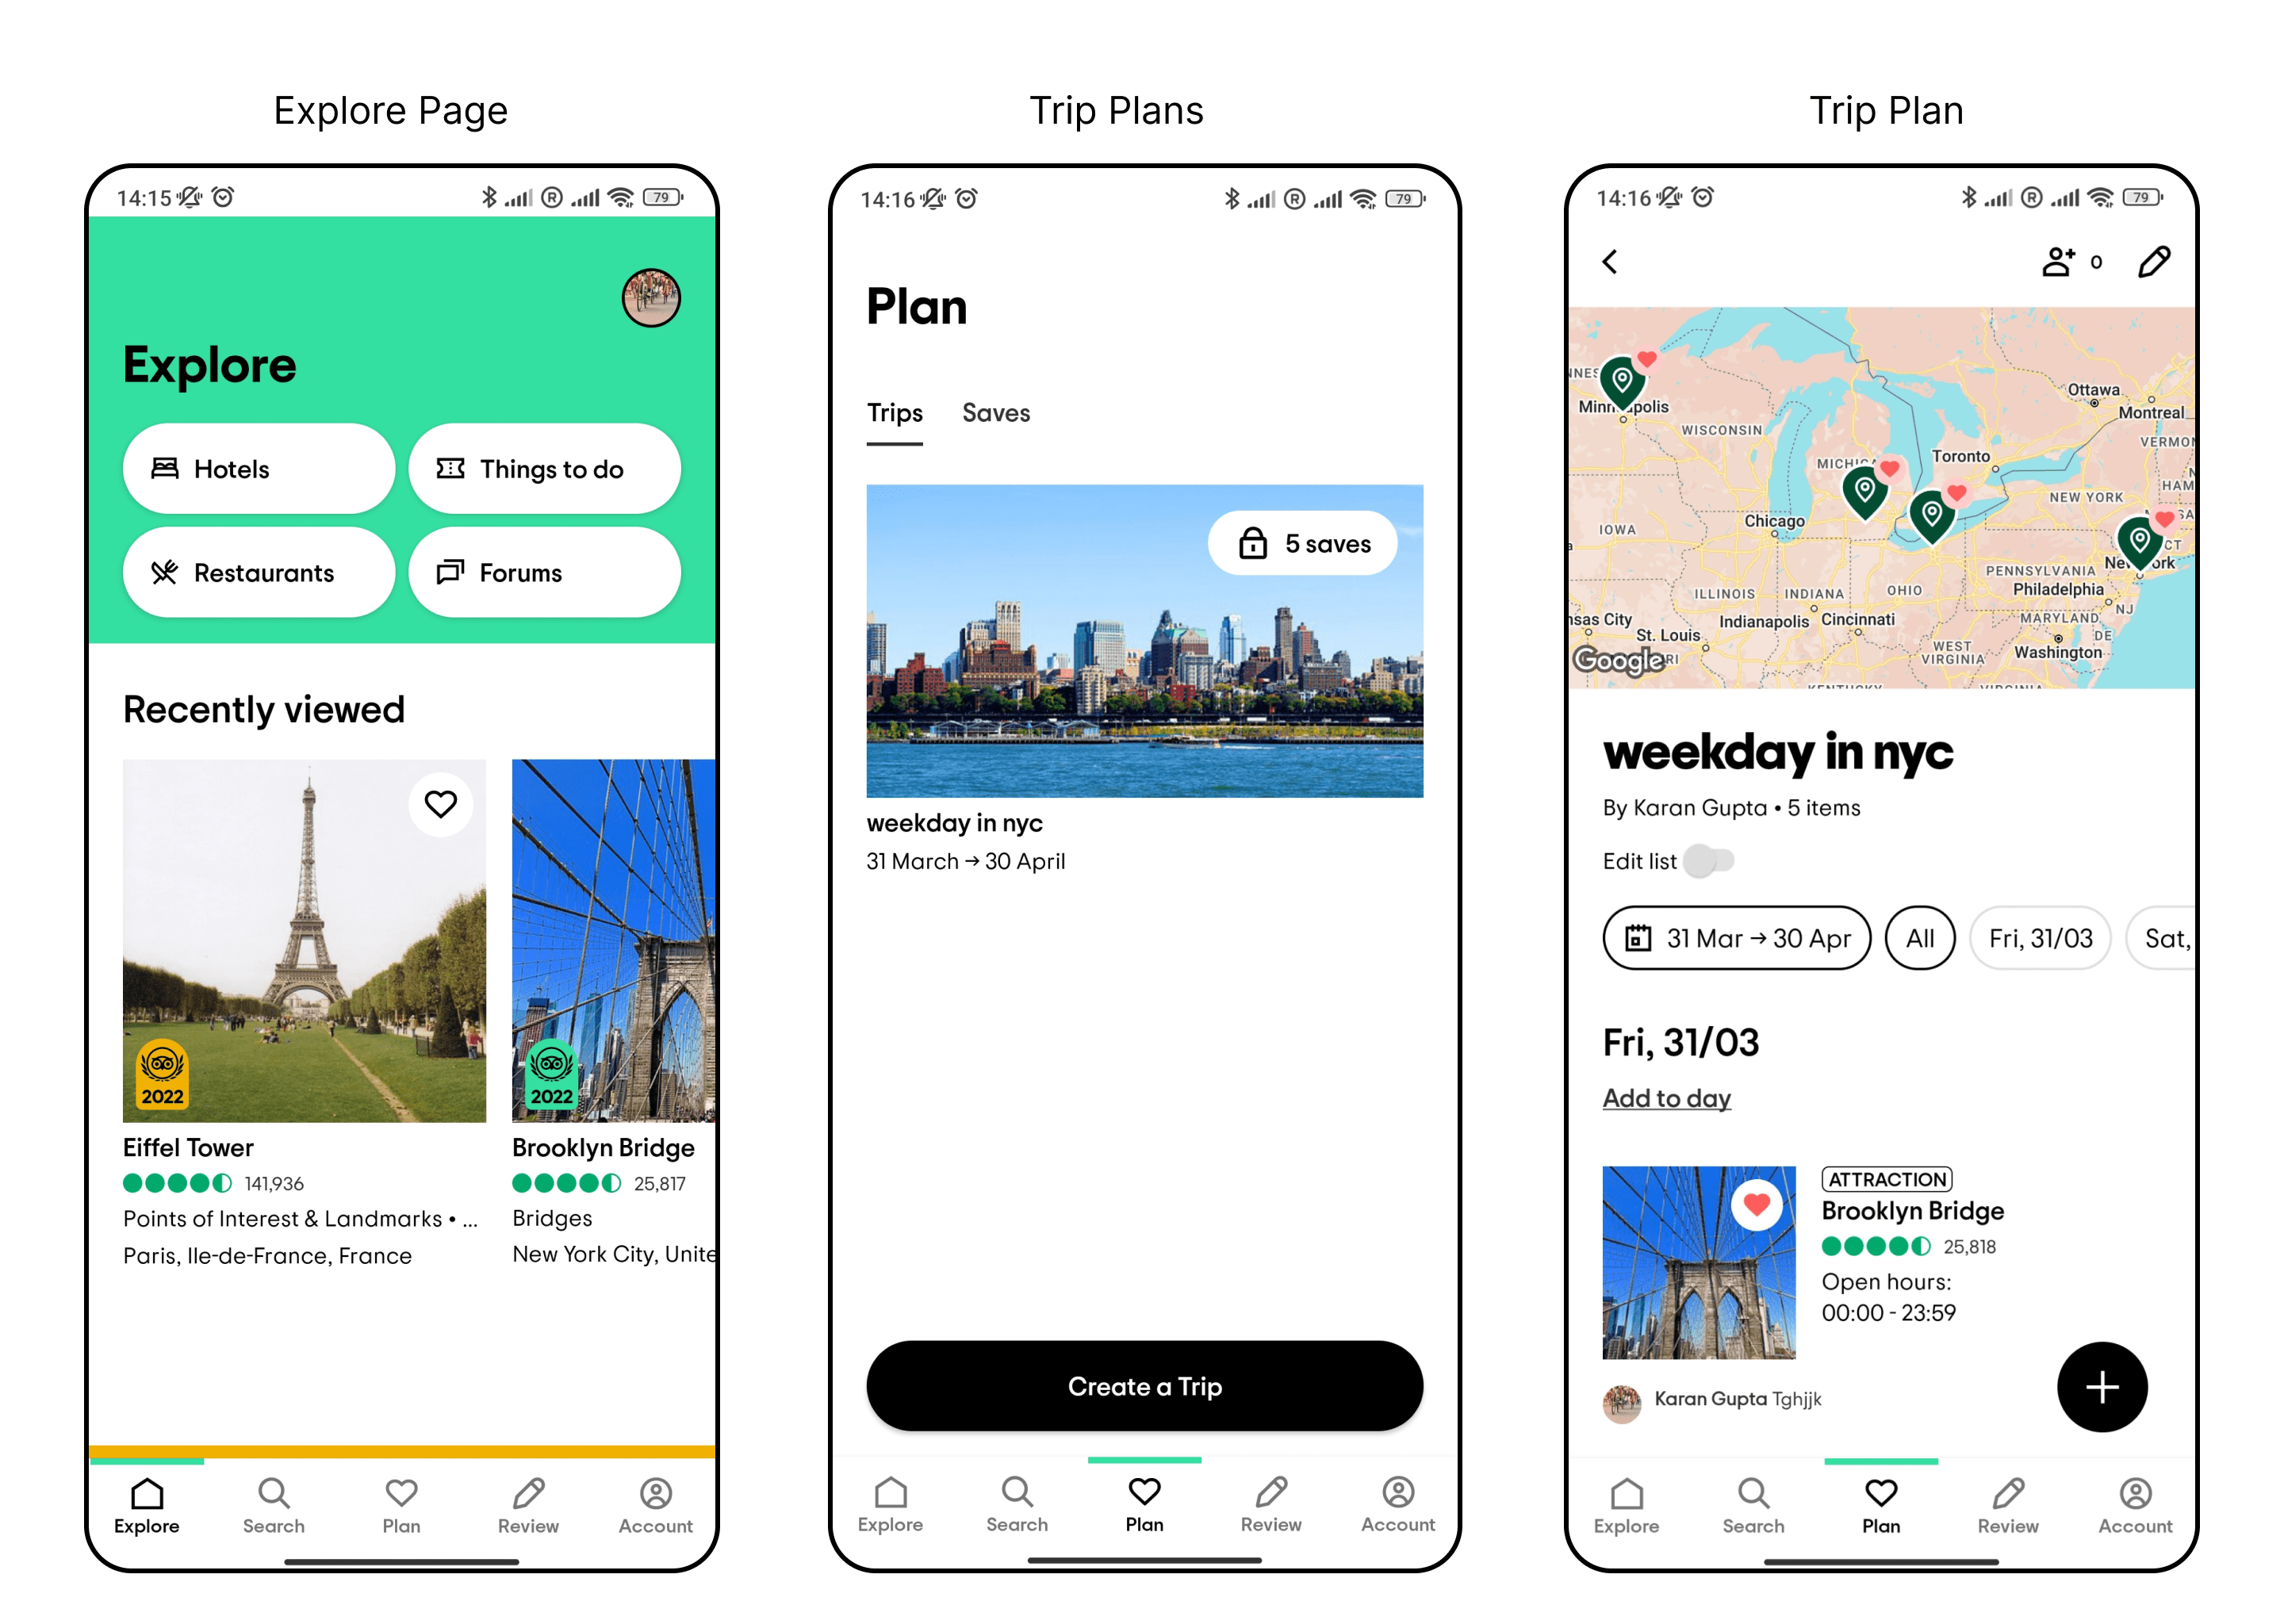 Explore Page
14:15
R
79
Explore
Hotels
Things to do
Restaurants
Forums
Recently viewed
2022
2022
Eiffel Tower
141,936
Points of Interest & Landmarks • ...
Paris, Ile-de-France, France
Brooklyn Bridge
25,817
Bridges
New York City, Unite
Explore
Search
Plan
Review
Account
Trip Plans
14:16
R
79
Plan
Trips
Saves
5 saves
weekday in nyc
31 March → 30 April
Create a Trip
Explore
Search
Plan
Review
Account
Trip Plan
14:16
R
79
0
Ottawa
Montreal
WISCONSIN
Toronto
NEW YORK
HAM
Chicago
IOWA
CT
PENNSYLVANIA
Philadelphia
ILLINOIS
INDIANA
OHIO
NJ
nsas City
St. Louis
Indianapolis
Cincinnati
MARYLAND
DE
WEST
VIRGINIA
Washington
Google
RI
weekday in nyc
By Karan Gupta • 5 items
Edit list
31 Mar → 30 Apr
All
Fri, 31/03
Sat,
Fri, 31/03
Add to day
ATTRACTION
Brooklyn Bridge
25,818
Open hours:
00:00 - 23:59
Karan Gupta Tghjjk
Explore
Search
Plan
Review
Account